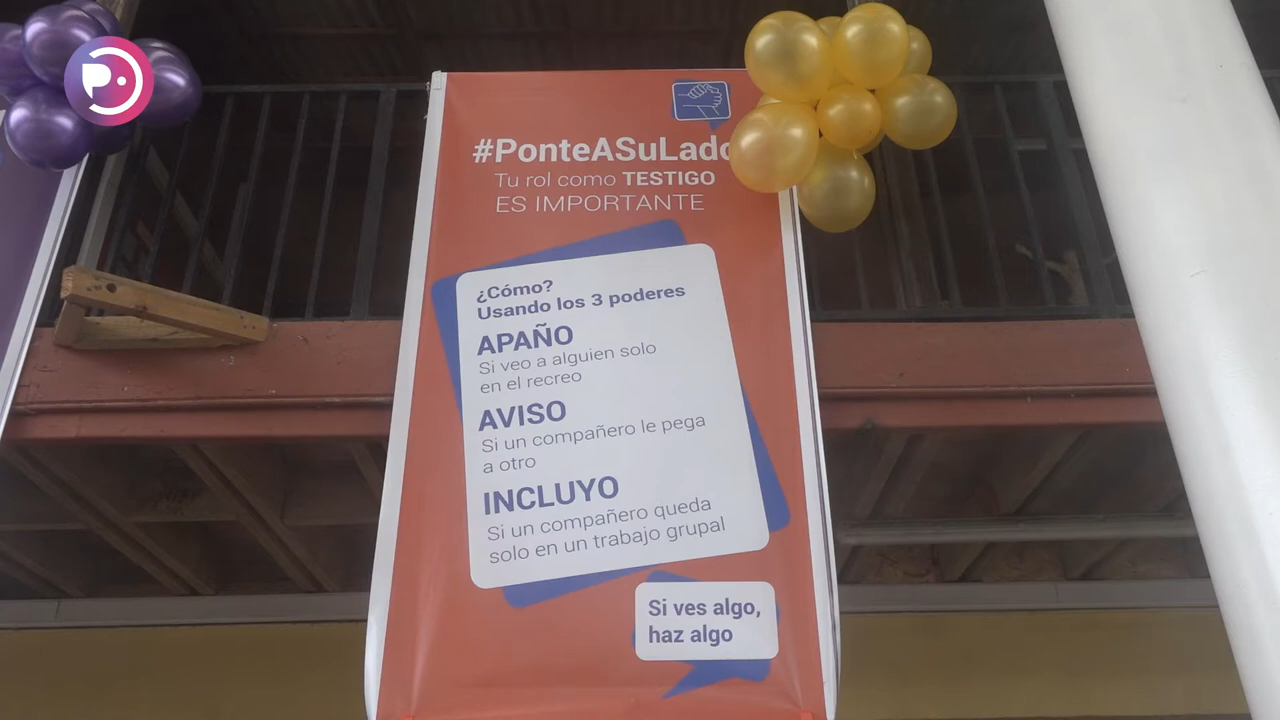 #PonteASuLado
Tu rol como TESTIGO
ES IMPORTANTE
¿Cómo?
Usando los 3 poderes
APAÑO
Si veo a alguien solo
en el recreo
AVISO
Si un compañero le pega
a otro
INCLUYO
Si un compañero queda
solo en un trabajo grupal
Si ves algo,
haz algo